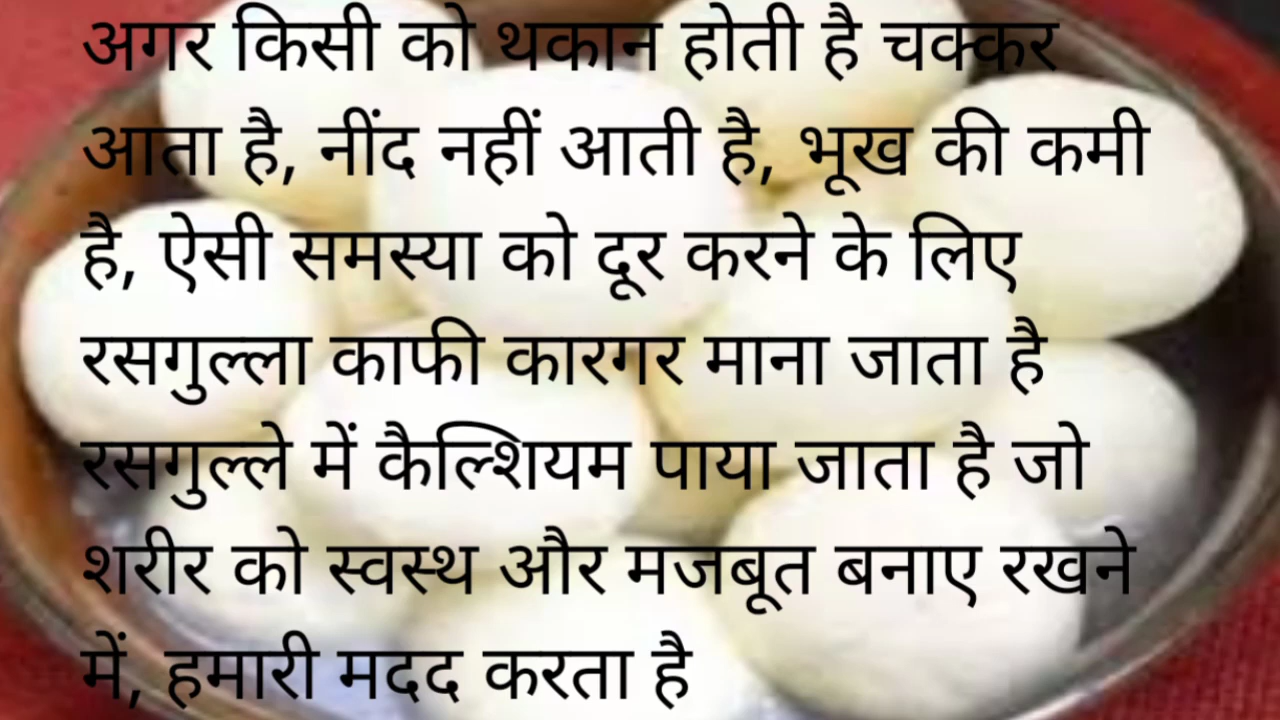 अगर किसी को थकान होती है चक्कर
आता है, नींद नहीं आती है, भूख की कमी
है, ऐसी समस्या को दूर करने के लिए
रसगुल्ला काफी कारगर माना जाता है
रसगुल्ले में कैल्शियम पाया जाता है जो
शरीर को स्वस्थ और मजबूत बनाए रखने
में, हमारी मदद करता है